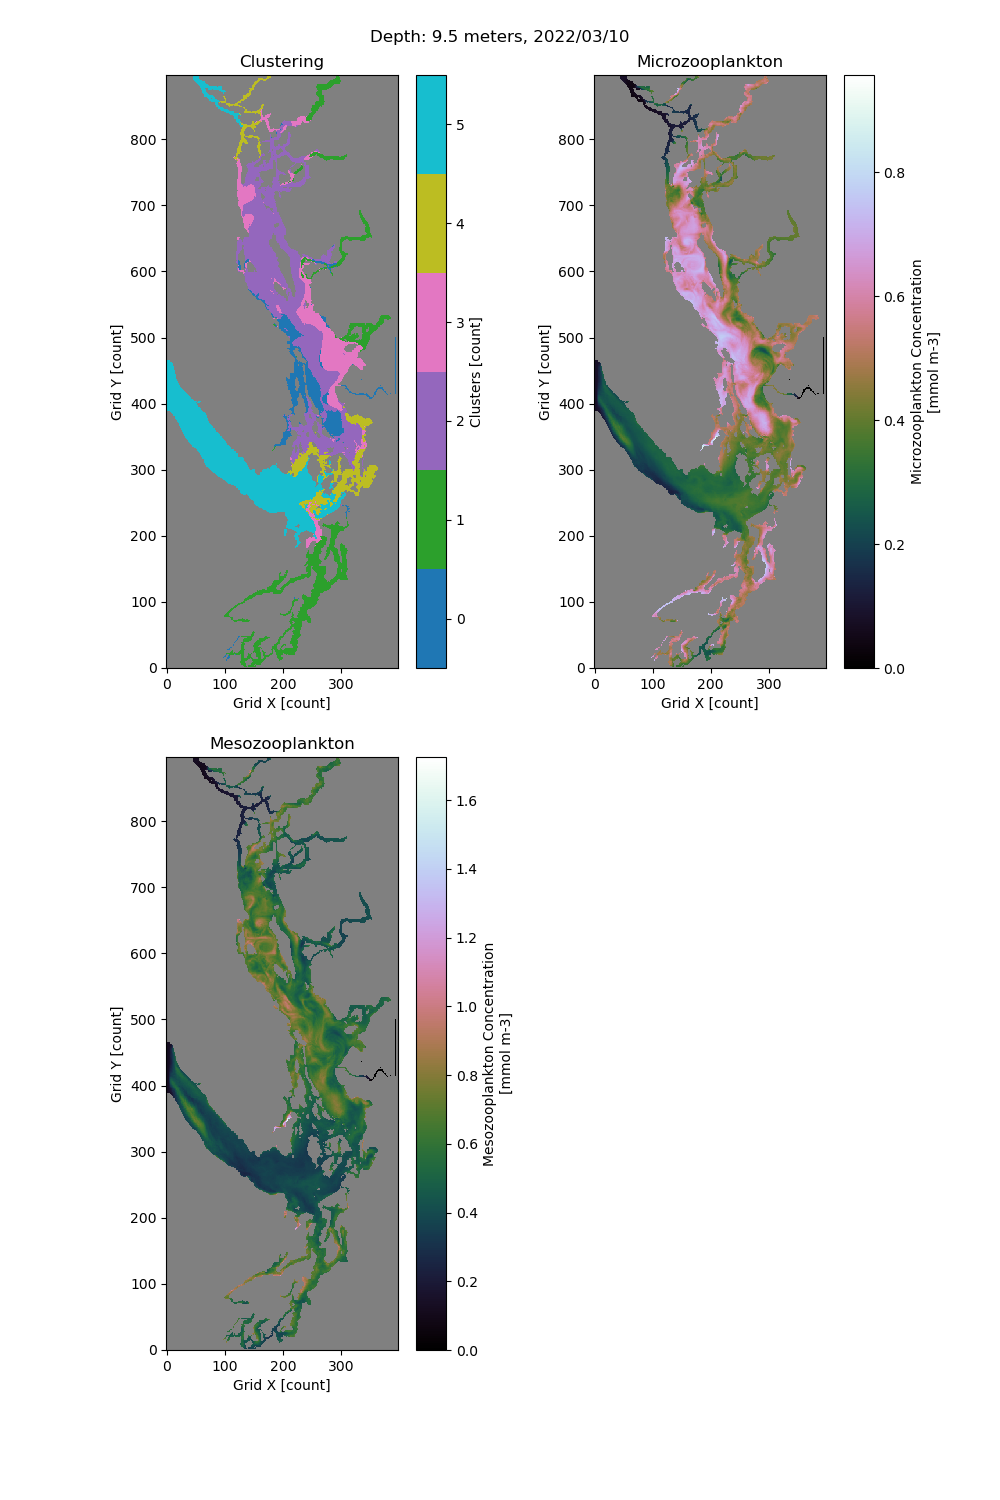 Depth: 9.5 meters, 2022/03/10
Clustering
Grid Y [count]
800
700
600
500
400
300
200
100
0
0 100 200 300
Grid X [count]
5
4
3
2
1
0
Clusters [count]
Microzooplankton
Grid Y [count]
800
700
600
500
400
300
200
100
0
0 100 200 300
Grid X [count]
0.8
0.6
0.4
0.2
0.0
Microzooplankton Concentration
[mmol m-3]
Mesozooplankton
Grid Y [count]
800
700
600
500
400
300
200
100
0
0 100 200 300
Grid X [count]
1.6
1.4
1.2
1.0
0.8
0.6
0.4
0.2
0.0
Mesozooplankton Concentration
[mmol m-3]